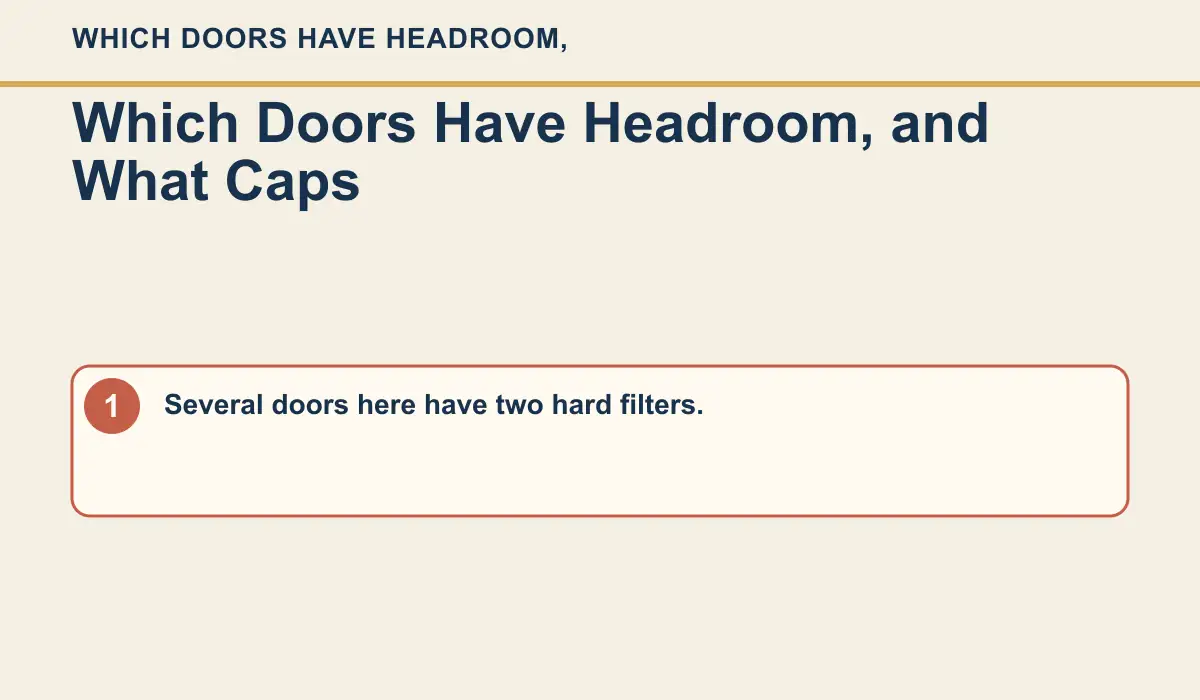 WHICH DOORS HAVE HEADROOM,
Which Doors Have Headroom, and
What Caps
1
Several doors here have two hard filters.